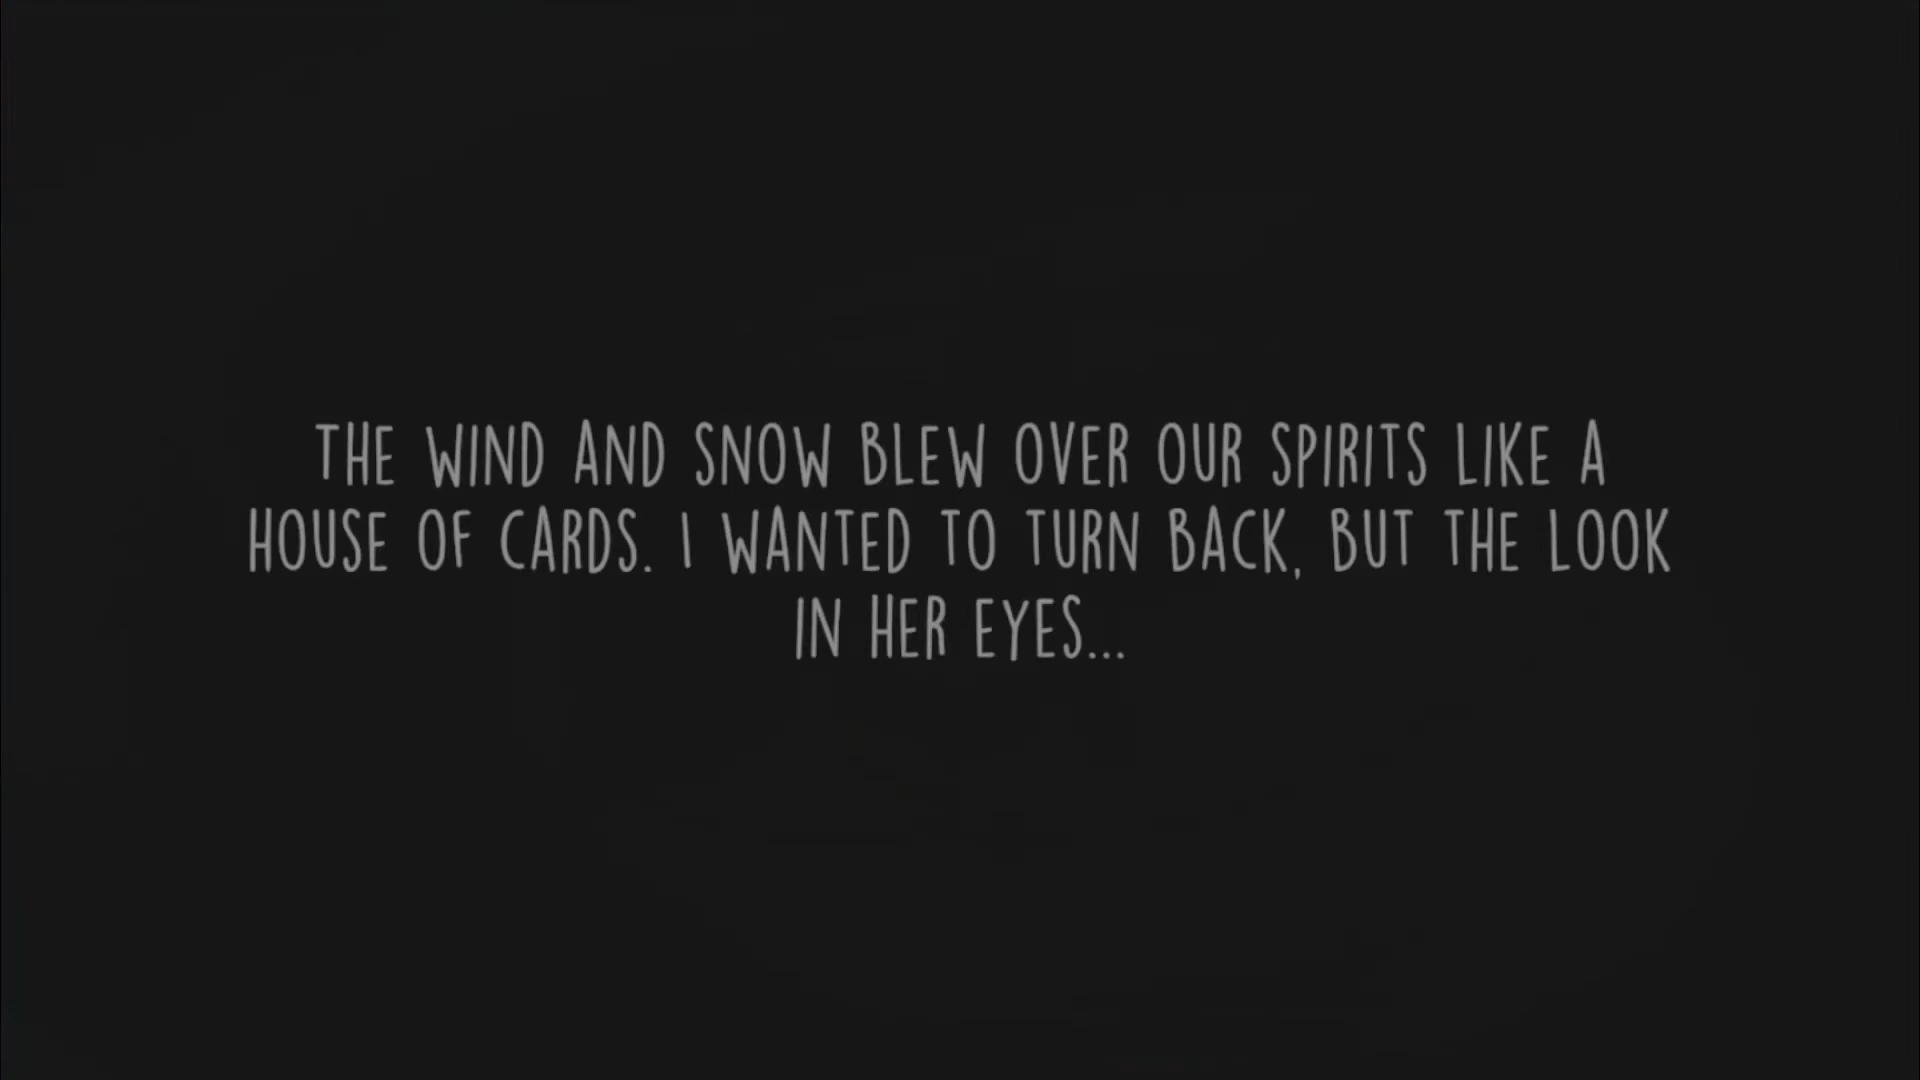 THE WIND AND SNOW BLEW OVER OUR SPIRITS LIKE A
HOUSE OF CARDS. I WANTED TO TURN BACK, BUT THE LOOK
IN HER EYES...